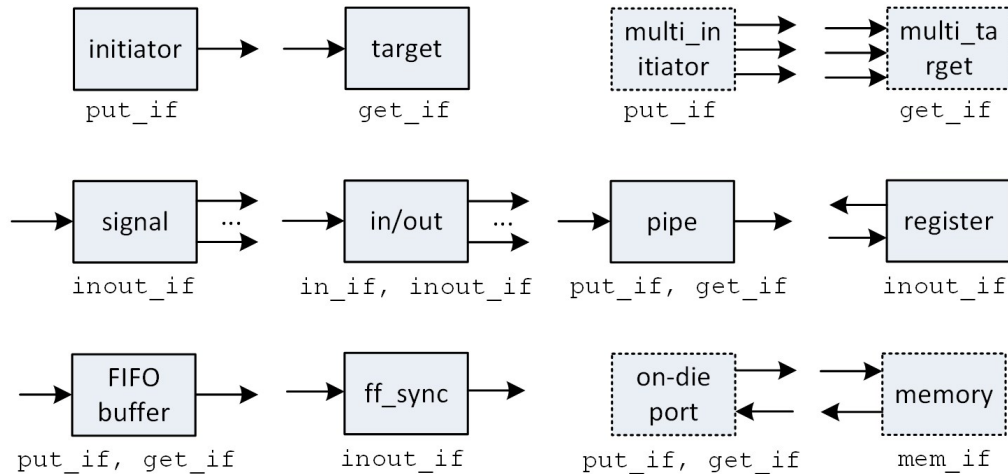 initiator
target
multi_in
itiator
multi_ta
rget
put_if
get_if
put_if
get_if
signal
...
in/out
...
pipe
register
inout_if
in_if, inout_if
put_if, get_if
inout_if
FIFO
buffer
ff_sync
on-die
port
memory
put_if, get_if
inout_if
put_if, get_if
mem_if